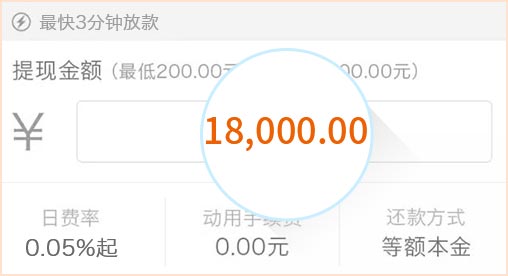 最快3分钟放款
提现金额(最低200.00元 00.00元)
¥
18,000.00
日费率 动用手续费 还款方式
0.05%起 0.00元 等额本金